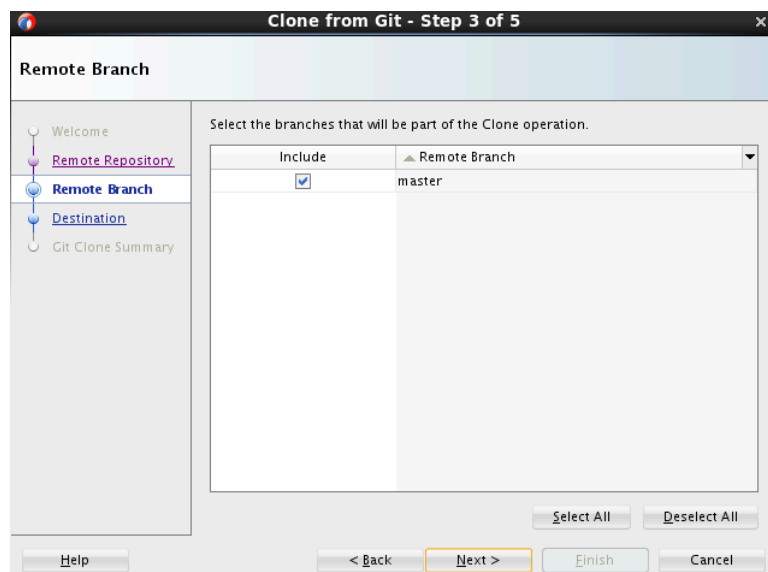 Clone from Git - Step 3 of 5
Remote Branch
Welcome
Remote Repository
Remote Branch
Destination
Git Clone Summary
Select the branches that will be part of the Clone operation.
Include Remote Branch
master
Select All Deselect All
Help < Back Next > Finish Cancel